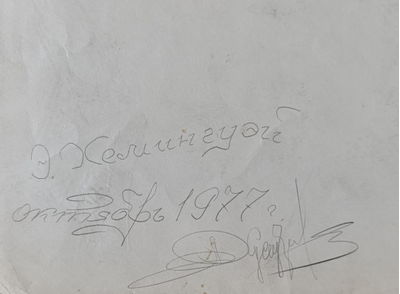 Э. Хемингуэй
октябрь 1977 г.